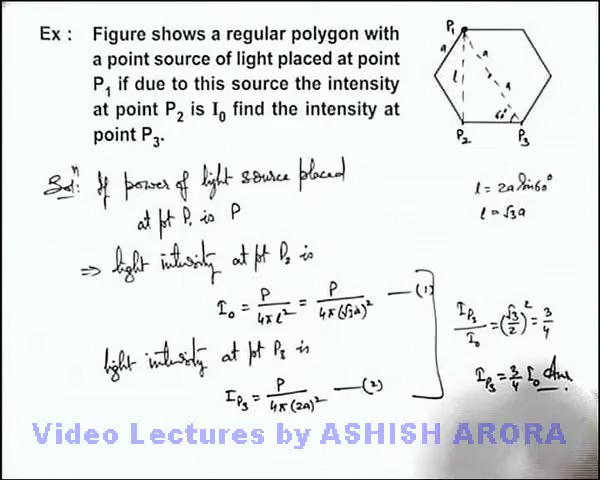 Ex : Figure shows a regular polygon with
a point source of light placed at point
P₁ if due to this source the intensity
at point P₂ is I₀ find the intensity at
point P₃.
P₁
a
a
l
a
60°
P₂
P₃
Solⁿ: If power of light source placed
at pt P₁ is P
⇒ light intensity at pt P₂ is
I₀ = P/4πl² = P/4π(√3a)² —(1)
light intensity at pt P₃ is
I_P₃ = P/4π(2a)² —(2)
l = 2a sin60°
l = √3a
I_P₃/I₀ = (√3/2)² = 3/4
I_P₃ = 3/4 I₀ Ans.
Video Lectures by ASHISH ARORA